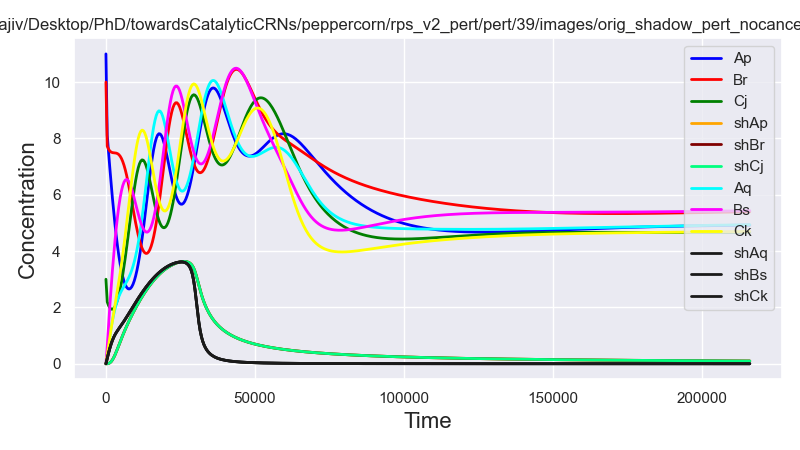 ajiv/Desktop/PhD/towardsCatalyticCRNs/peppercorn/rps_v2_pert/pert/39/images/orig_shadow_pert_nocance
Concentration
10
8
6
4
2
0
0
50000
100000
150000
200000
Time
Ap
Br
Cj
shAp
shBr
shCj
Aq
Bs
Ck
shAq
shBs
shCk